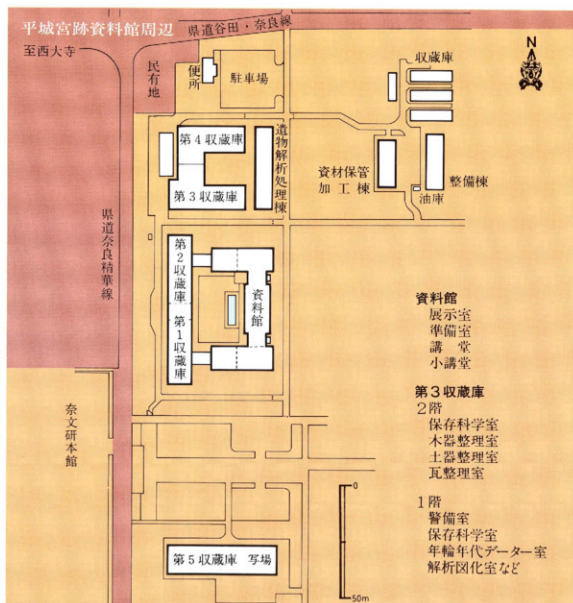 平城宮跡資料館周辺
県道谷田・奈良線
至西大寺
民有地
便所
駐車場
収蔵庫
N
第4収蔵庫
第3収蔵庫
遺物解析処理棟
資材保管
加工棟
油庫
整備棟
県道奈良精華線
第2収蔵庫
第1収蔵庫
資料館
資料館
展示室
準備室
講堂
小講堂
第3収蔵庫
2階
保存科学室
木器整理室
土器整理室
瓦整理室
1階
警備室
保存科学室
年輪年代データー室
解析図化室など
奈文研本館
第5収蔵庫 写場
0
50m